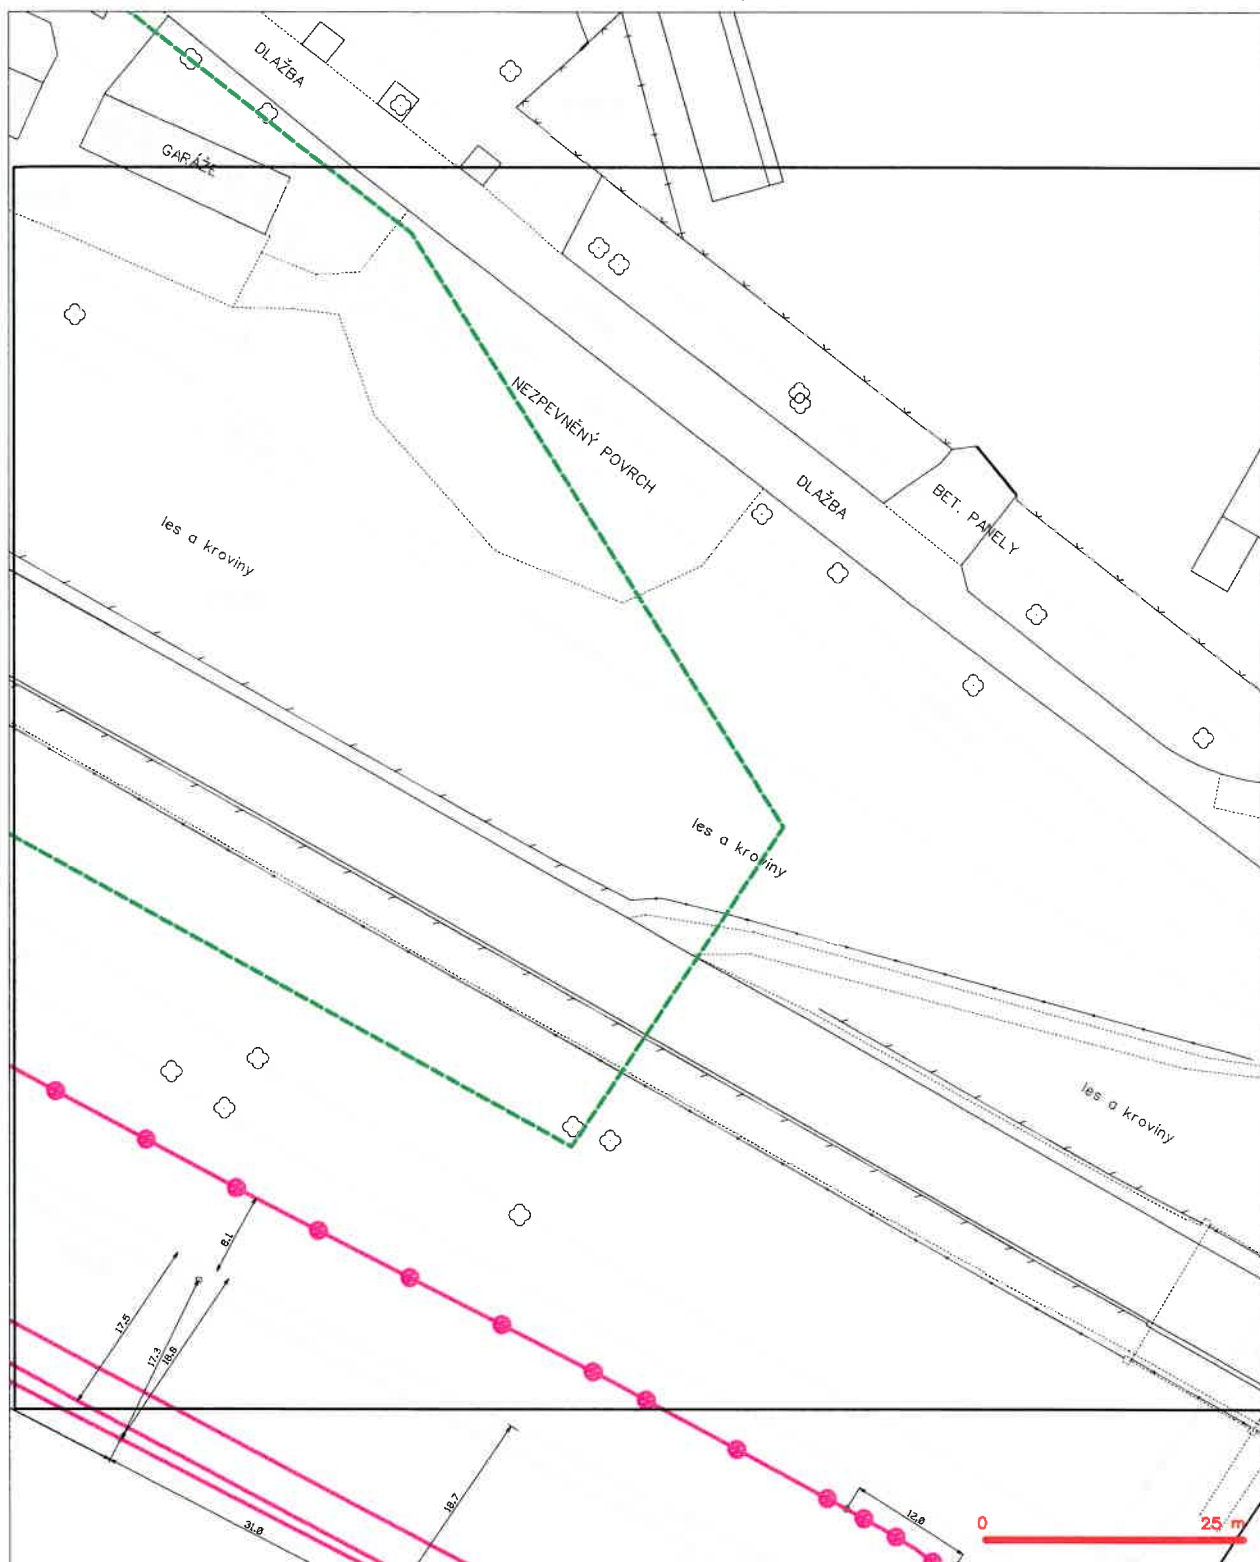 DLAŽBA
GARÁŽE
NEZPEVNĚNÝ POVRCH
DLAŽBA
BET. PANELY
les a kroviny
les a kroviny
les a kroviny
8.1
17.5
17.3
18.6
18.7
31.0
12.0
0 25 m